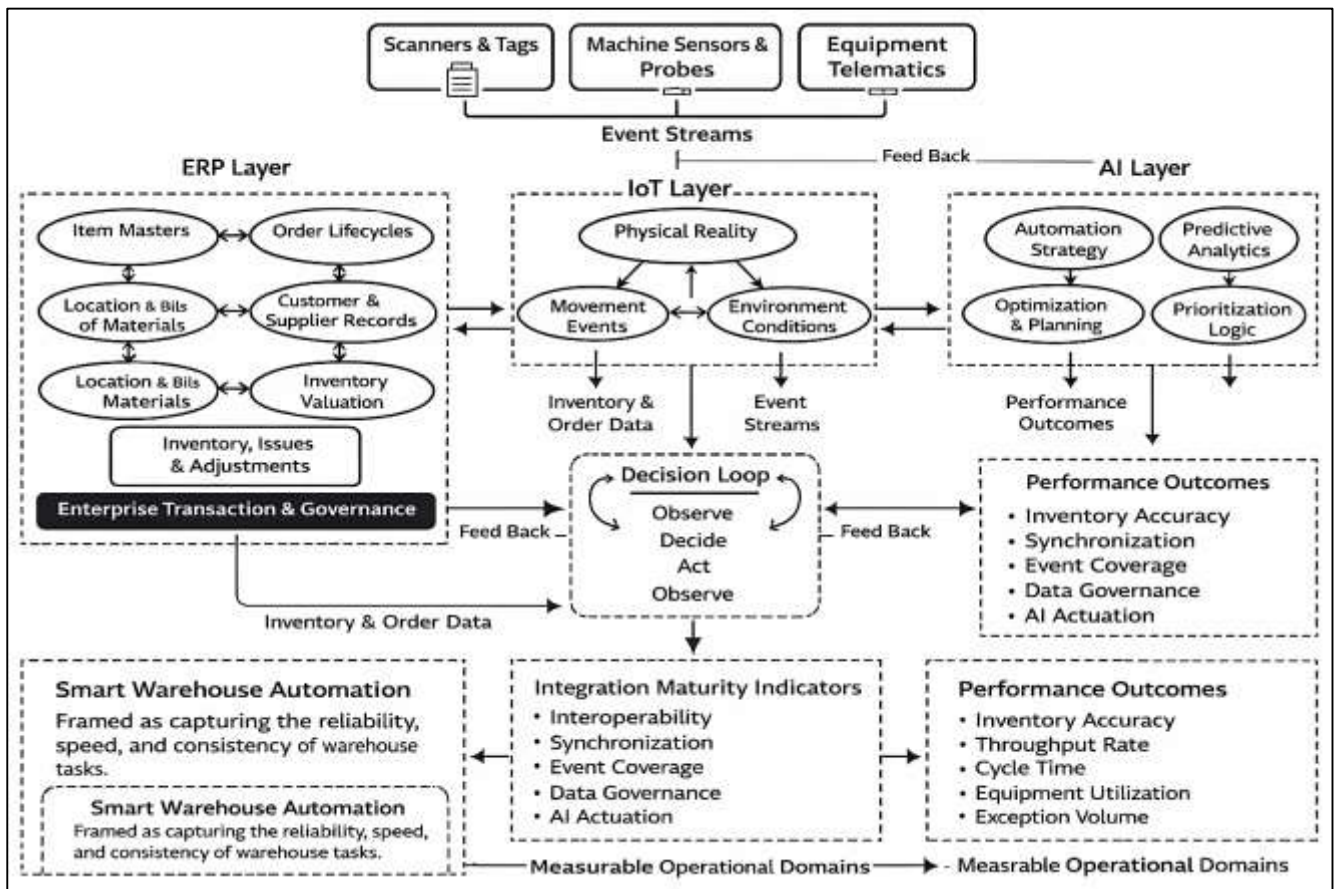 Scanners & Tags
Machine Sensors &
Probes
Equipment
Telematics
Event Streams
Feed Back
ERP Layer
IoT Layer
AI Layer
Item Masters
Order Lifecycles
Location & Bils
of Materials
Customer &
Supplier Records
Location & Bils
Materials
Inventory
Valuation
Inventory, Issues
& Adjustments
Enterprise Transaction & Governance
Physical Reality
Movement
Events
Environment
Conditions
Automation
Strategy
Predictive
Analytics
Optimization
& Planning
Prioritization
Logic
Inventory &
Order Data
Event
Streams
Performance
Outcomes
Decision Loop
Observe
Decide
Act
Observe
Feed Back
Feed Back
Inventory & Order Data
Performance Outcomes
• Inventory Accuracy
• Synchronization
• Event Coverage
• Data Governance
• AI Actuation
Smart Warehouse Automation
Framed as capturing the reliability,
speed, and consistency of warehouse
tasks.
Smart Warehouse Automation
Framed as capturing the reliability, speed,
and consistency of warehouse tasks.
Integration Maturity Indicators
• Interoperability
• Synchronization
• Event Coverage
• Data Governance
• AI Actuation
Performance Outcomes
• Inventory Accuracy
• Throughput Rate
• Cycle Time
• Equipment Utilization
• Exception Volume
Measurable Operational Domains
- Measrable Operational Domains